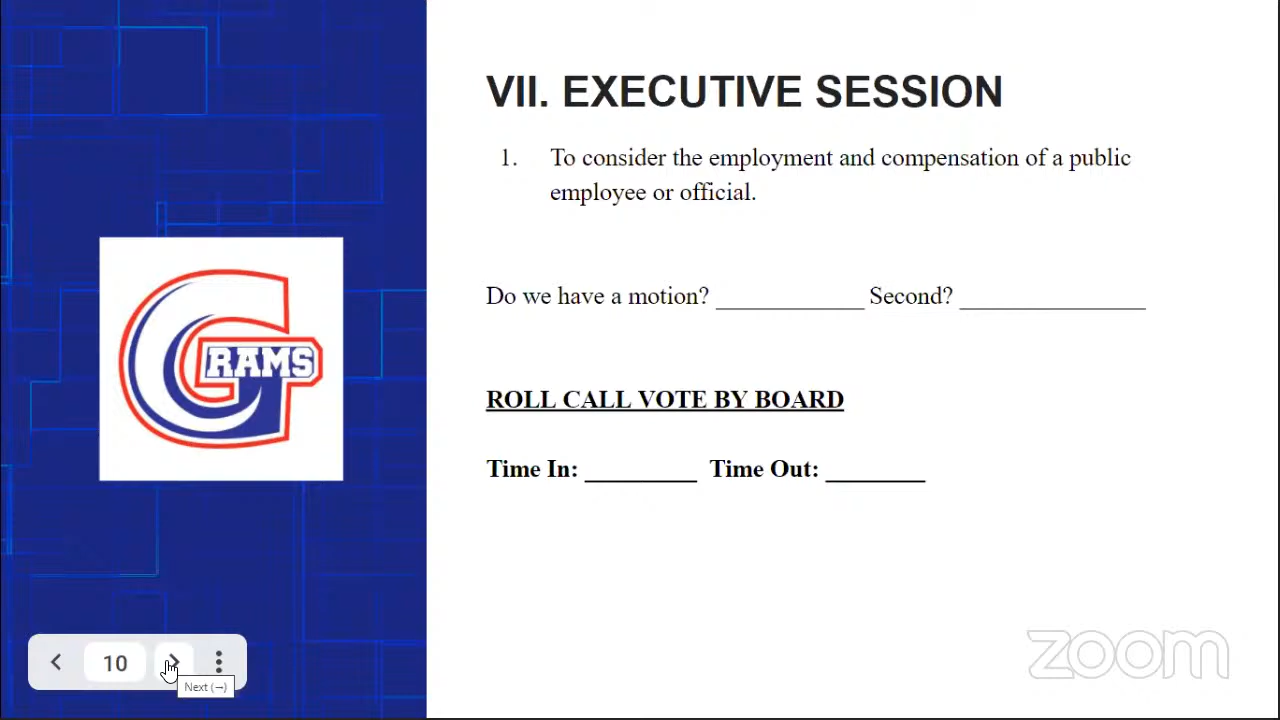 VII. EXECUTIVE SESSION
1. To consider the employment and compensation of a public
employee or official.
Do we have a motion? ____________ Second? _______________
ROLL CALL VOTE BY BOARD
Time In: _________ Time Out: ________
G RAMS
10
Next (→)
zoom